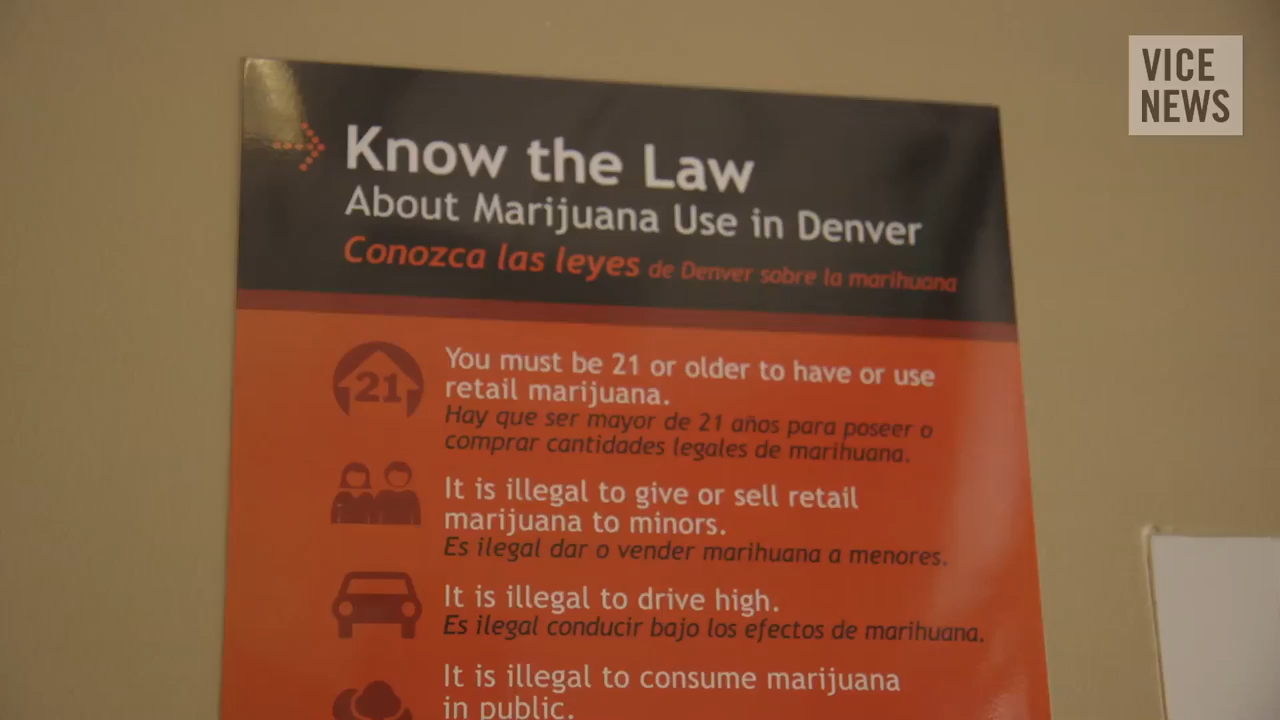 VICE
NEWS
Know the Law
About Marijuana Use in Denver
Conozca las leyes de Denver sobre la marihuana
21
You must be 21 or older to have or use
retail marijuana.
Hay que ser mayor de 21 años para poseer o
comprar cantidades legales de marihuana.
It is illegal to give or sell retail
marijuana to minors.
Es ilegal dar o vender marihuana a menores.
It is illegal to drive high.
Es ilegal conducir bajo los efectos de marihuana.
It is illegal to consume marijuana
in public.